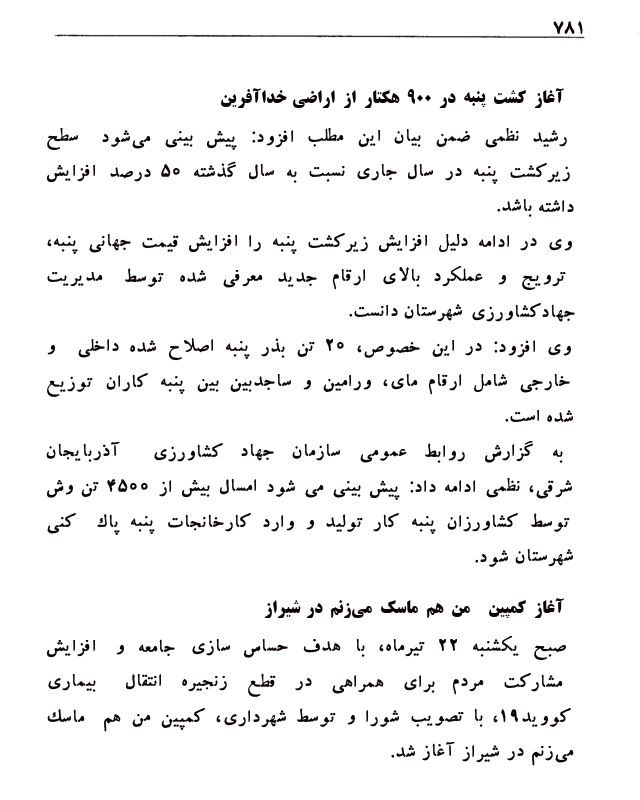 ۷۸۱
آغاز کشت پنبه در ۹۰۰ هکتار از اراضی خداآفرین
رشید نظمی ضمن بیان این مطلب افزود: پیش بینی می‌شود سطح
زیرکشت پنبه در سال جاری نسبت به سال گذشته ۵۰ درصد افزایش
داشته باشد.
وی در ادامه دلیل افزایش زیرکشت پنبه را افزایش قیمت جهانی پنبه،
ترویج و عملکرد بالای ارقام جدید معرفی شده توسط مدیریت
جهادکشاورزی شهرستان دانست.
وی افزود: در این خصوص، ۲۰ تن بذر پنبه اصلاح شده داخلی و
خارجی شامل ارقام مای، ورامین و ساجدبین بین پنبه کاران توزیع
شده است.
به گزارش روابط عمومی سازمان جهاد کشاورزی آذربایجان
شرقی، نظمی ادامه داد: پیش بینی می شود امسال بیش از ۴۵۰۰ تن وش
توسط کشاورزان پنبه کار تولید و وارد کارخانجات پنبه پاک کنی
شهرستان شود.
آغاز کمپین من هم ماسک می‌زنم در شیراز
صبح یکشنبه ۲۲ تیرماه، با هدف حساس سازی جامعه و افزایش
مشارکت مردم برای همراهی در قطع زنجیره انتقال بیماری
کووید۱۹، با تصویب شورا و توسط شهرداری، کمپین من هم ماسک
می‌زنم در شیراز آغاز شد.